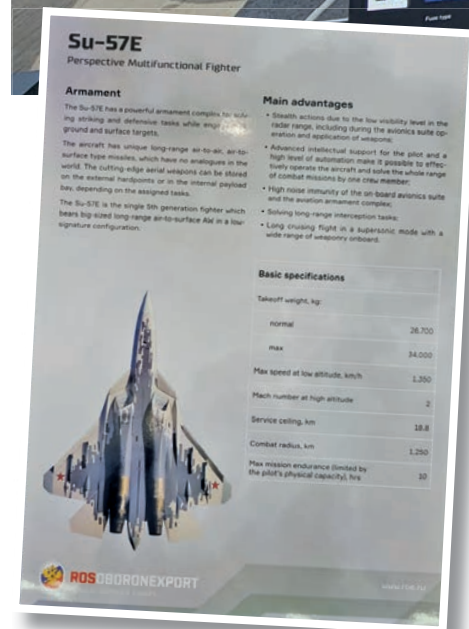 Fuse type
Su-57E
Perspective Multifunctional Fighter
Armament
The Su-57E has a powerful armament complex for solv-
ing striking and defensive tasks while engaging
ground and surface targets.
The aircraft has unique long-range air-to-air, air-to-
surface type missiles, which have no analogues in the
world. The cutting-edge aerial weapons can be stored
on the external hardpoints or in the internal payload
bay, depending on the assigned tasks.
The Su-57E is the single 5th generation fighter which
bears big-sized long-range air-to-surface AW in a low-
signature configuration.
Main advantages
• Stealth actions due to the low visibility level in the
radar range, including during the avionics suite op-
eration and application of weapons;
• Advanced intellectual support for the pilot and a
high level of automation make it possible to effec-
tively operate the aircraft and solve the whole range
of combat missions by one crew member;
• High noise immunity of the on-board avionics suite
and the aviation armament complex;
• Solving long-range interception tasks;
• Long cruising flight in a supersonic mode with a
wide range of weaponry onboard.
Basic specifications
Takeoff weight, kg:
normal 26.700
max 34.000
Max speed at low altitude, km/h 1.350
Mach number at high altitude 2
Service ceiling, km 18.8
Combat radius, km 1.250
Max mission endurance (limited by
the pilot's physical capacity), hrs 10
ROSOBORONEXPORT
www.roe.ru